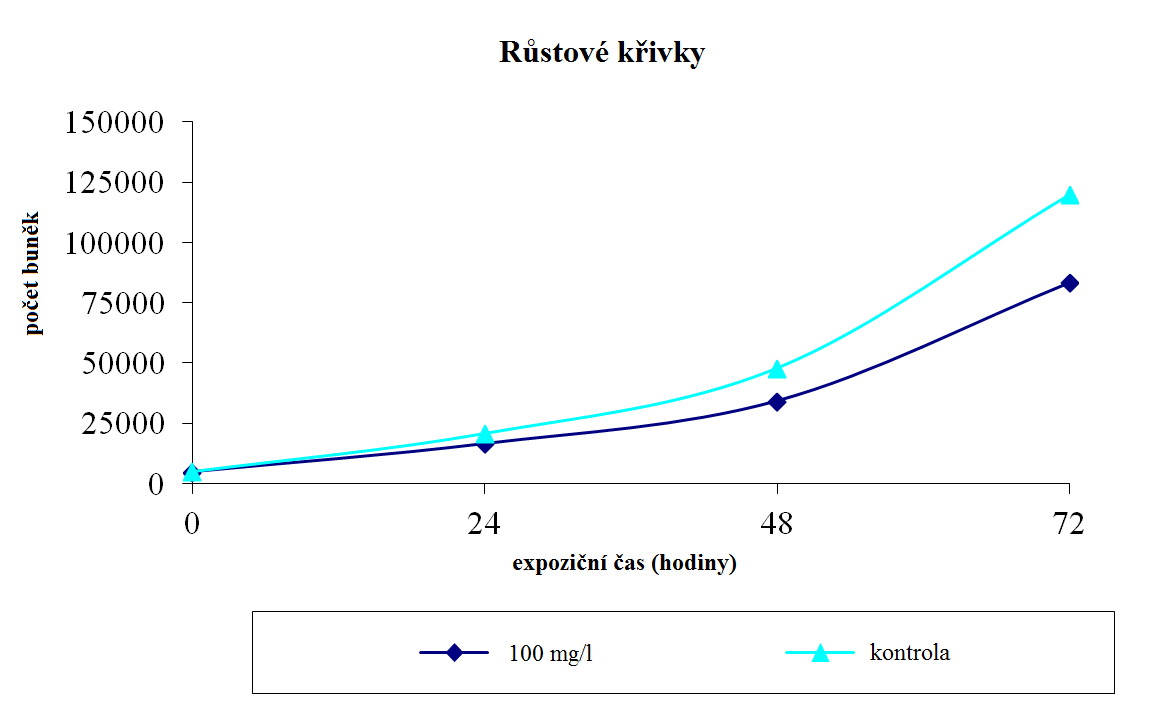 Růstové křivky
150000
125000
100000
75000
50000
25000
0
počet buněk
0 24 48 72
expoziční čas (hodiny)
100 mg/l kontrola